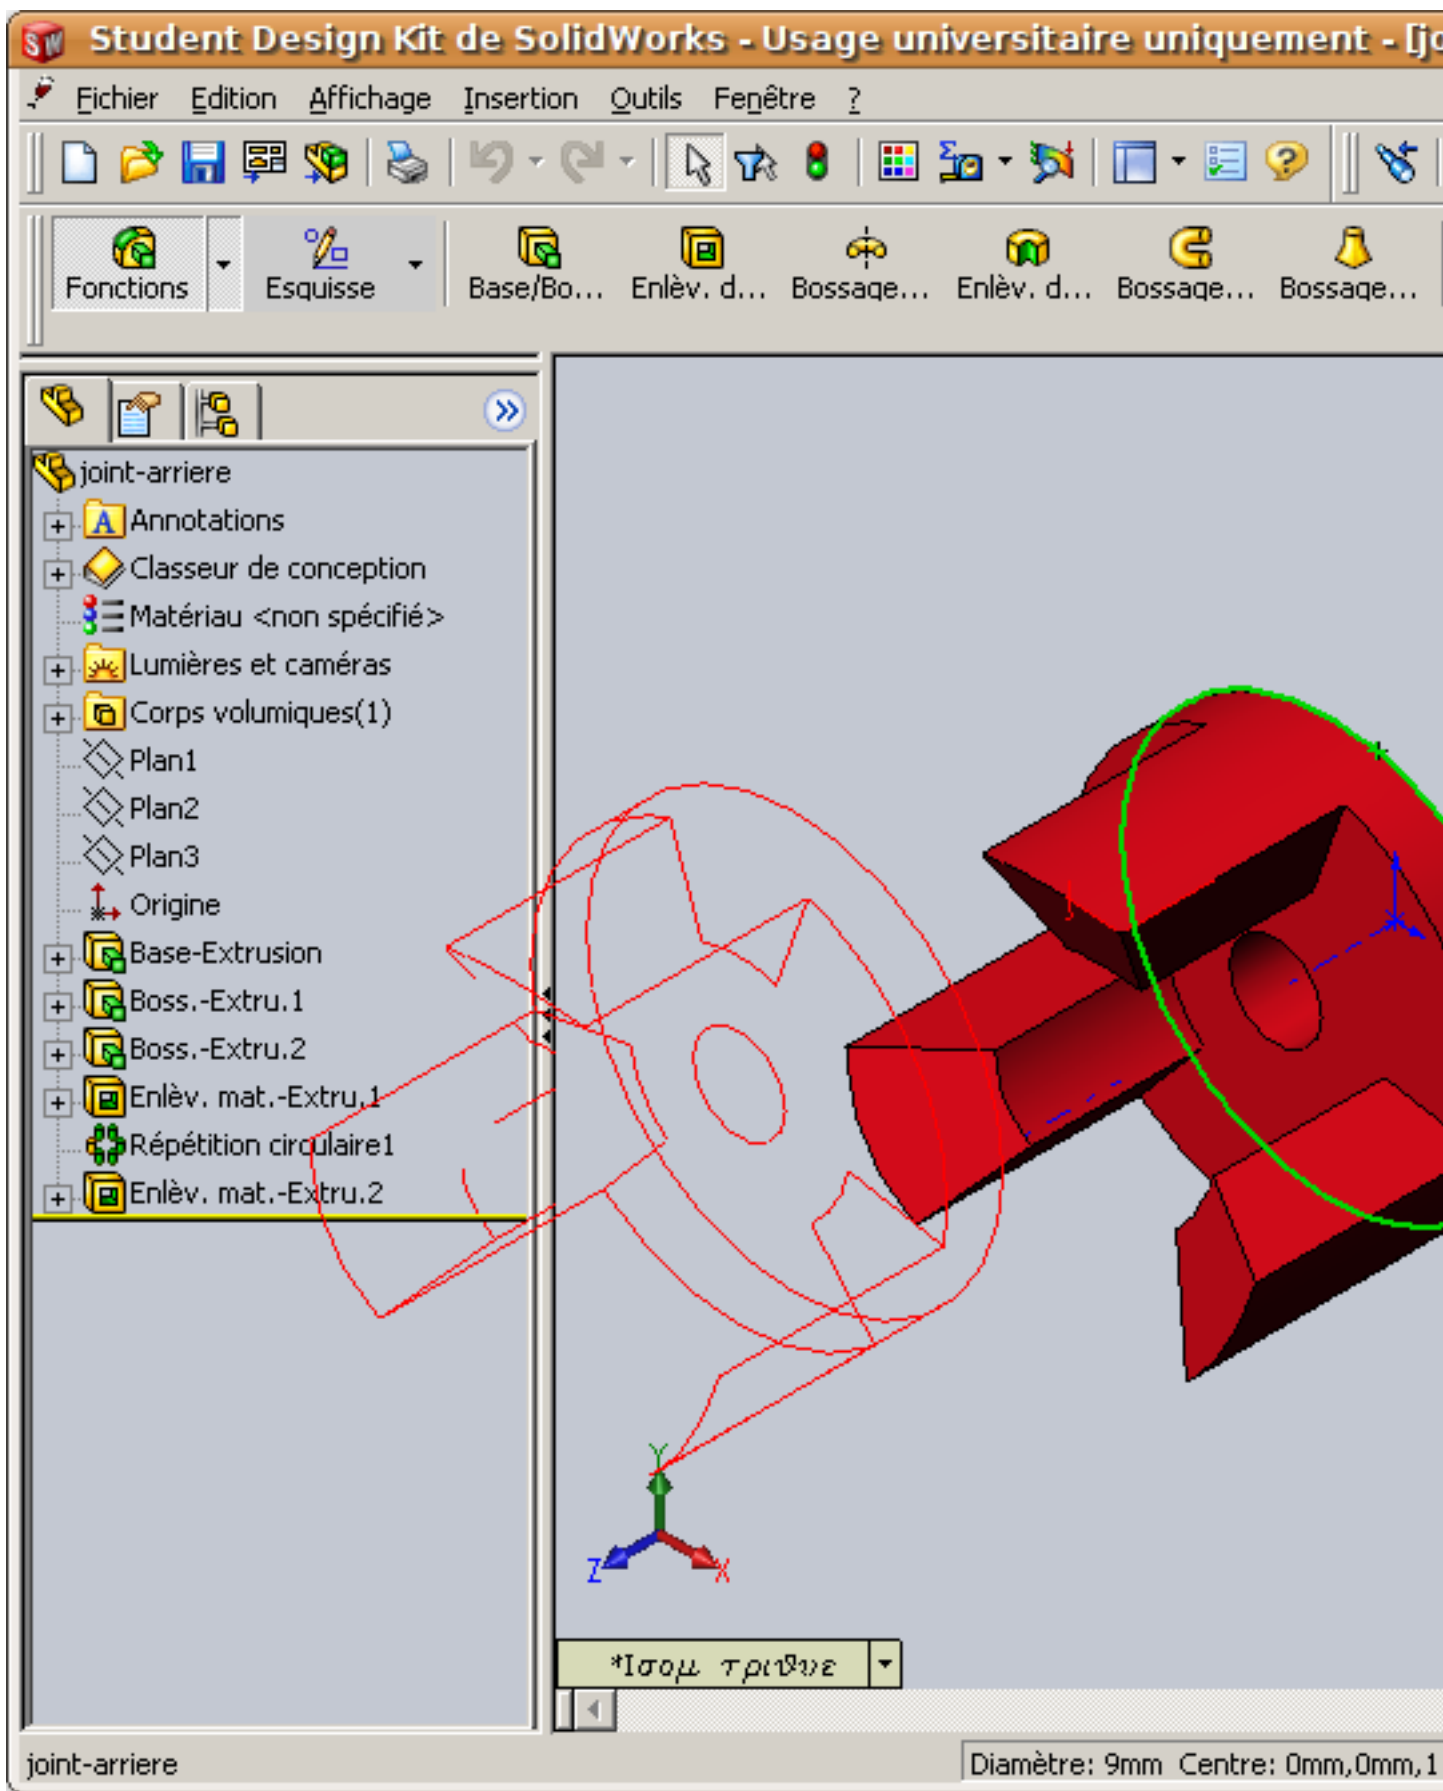 Student Design Kit de SolidWorks - Usage universitaire uniquement - [jo
Fichier Edition Affichage Insertion Outils Fenêtre ?
Fonctions Esquisse Base/Bo... Enlèv. d... Bossage... Enlèv. d... Bossage... Bossage...
joint-arriere
Annotations
Classeur de conception
Matériau <non spécifié>
Lumières et caméras
Corps volumiques(1)
Plan1
Plan2
Plan3
Origine
Base-Extrusion
Boss.-Extru.1
Boss.-Extru.2
Enlèv. mat.-Extru.1
Répétition circulaire1
Enlèv. mat.-Extru.2
Y
Z X
*Ισομ τριθυε
joint-arriere Diamètre: 9mm Centre: 0mm,0mm,1